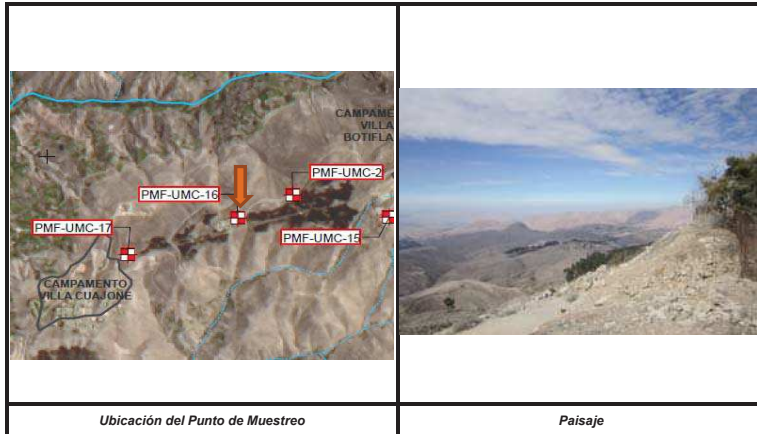 CAMPAME
VILLA
BOTIFLA
PMF-UMC-2
PMF-UMC-16
PMF-UMC-17
PMF-UMC-15
CAMPAMENTO
VILLA CUAJONE
Ubicación del Punto de Muestreo
Paisaje